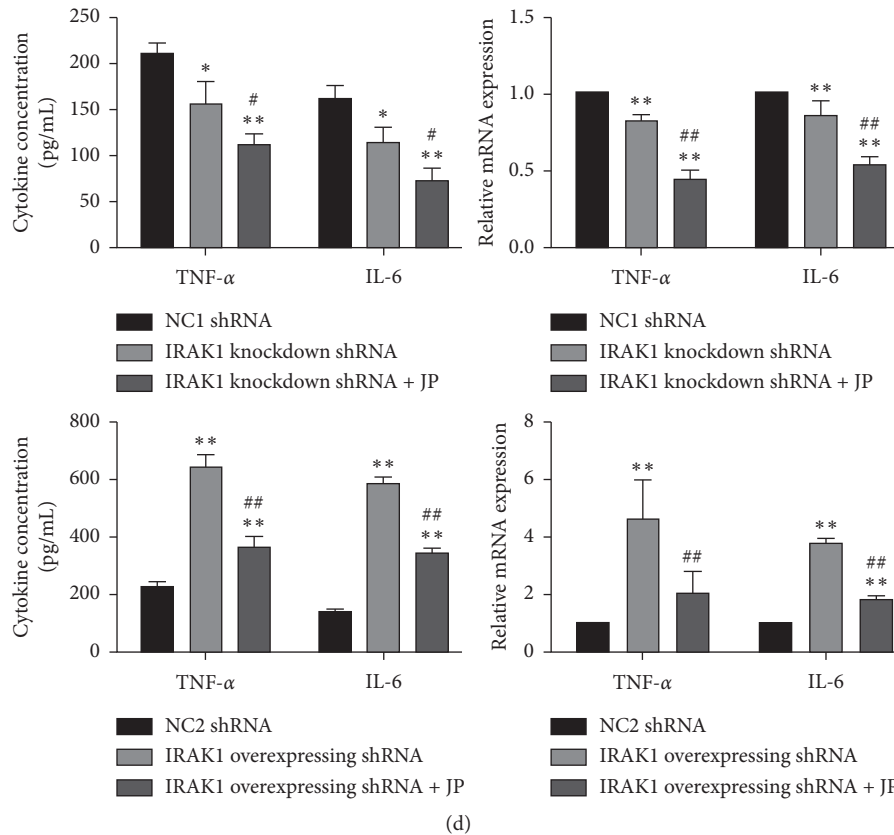 Cytokine concentration
(pg/mL)
250
200
150
100
50
0
*
#
**
*
#
**
TNF-α
IL-6
NC1 shRNA
IRAK1 knockdown shRNA
IRAK1 knockdown shRNA + JP
Relative mRNA expression
1.5
1.0
0.5
0.0
**
##
**
**
##
**
TNF-α
IL-6
NC1 shRNA
IRAK1 knockdown shRNA
IRAK1 knockdown shRNA + JP
Cytokine concentration
(pg/mL)
800
600
400
200
0
**
##
**
**
##
**
TNF-α
IL-6
NC2 shRNA
IRAK1 overexpressing shRNA
IRAK1 overexpressing shRNA + JP
Relative mRNA expression
8
6
4
2
0
**
##
**
##
**
TNF-α
IL-6
NC2 shRNA
IRAK1 overexpressing shRNA
IRAK1 overexpressing shRNA + JP
(d)